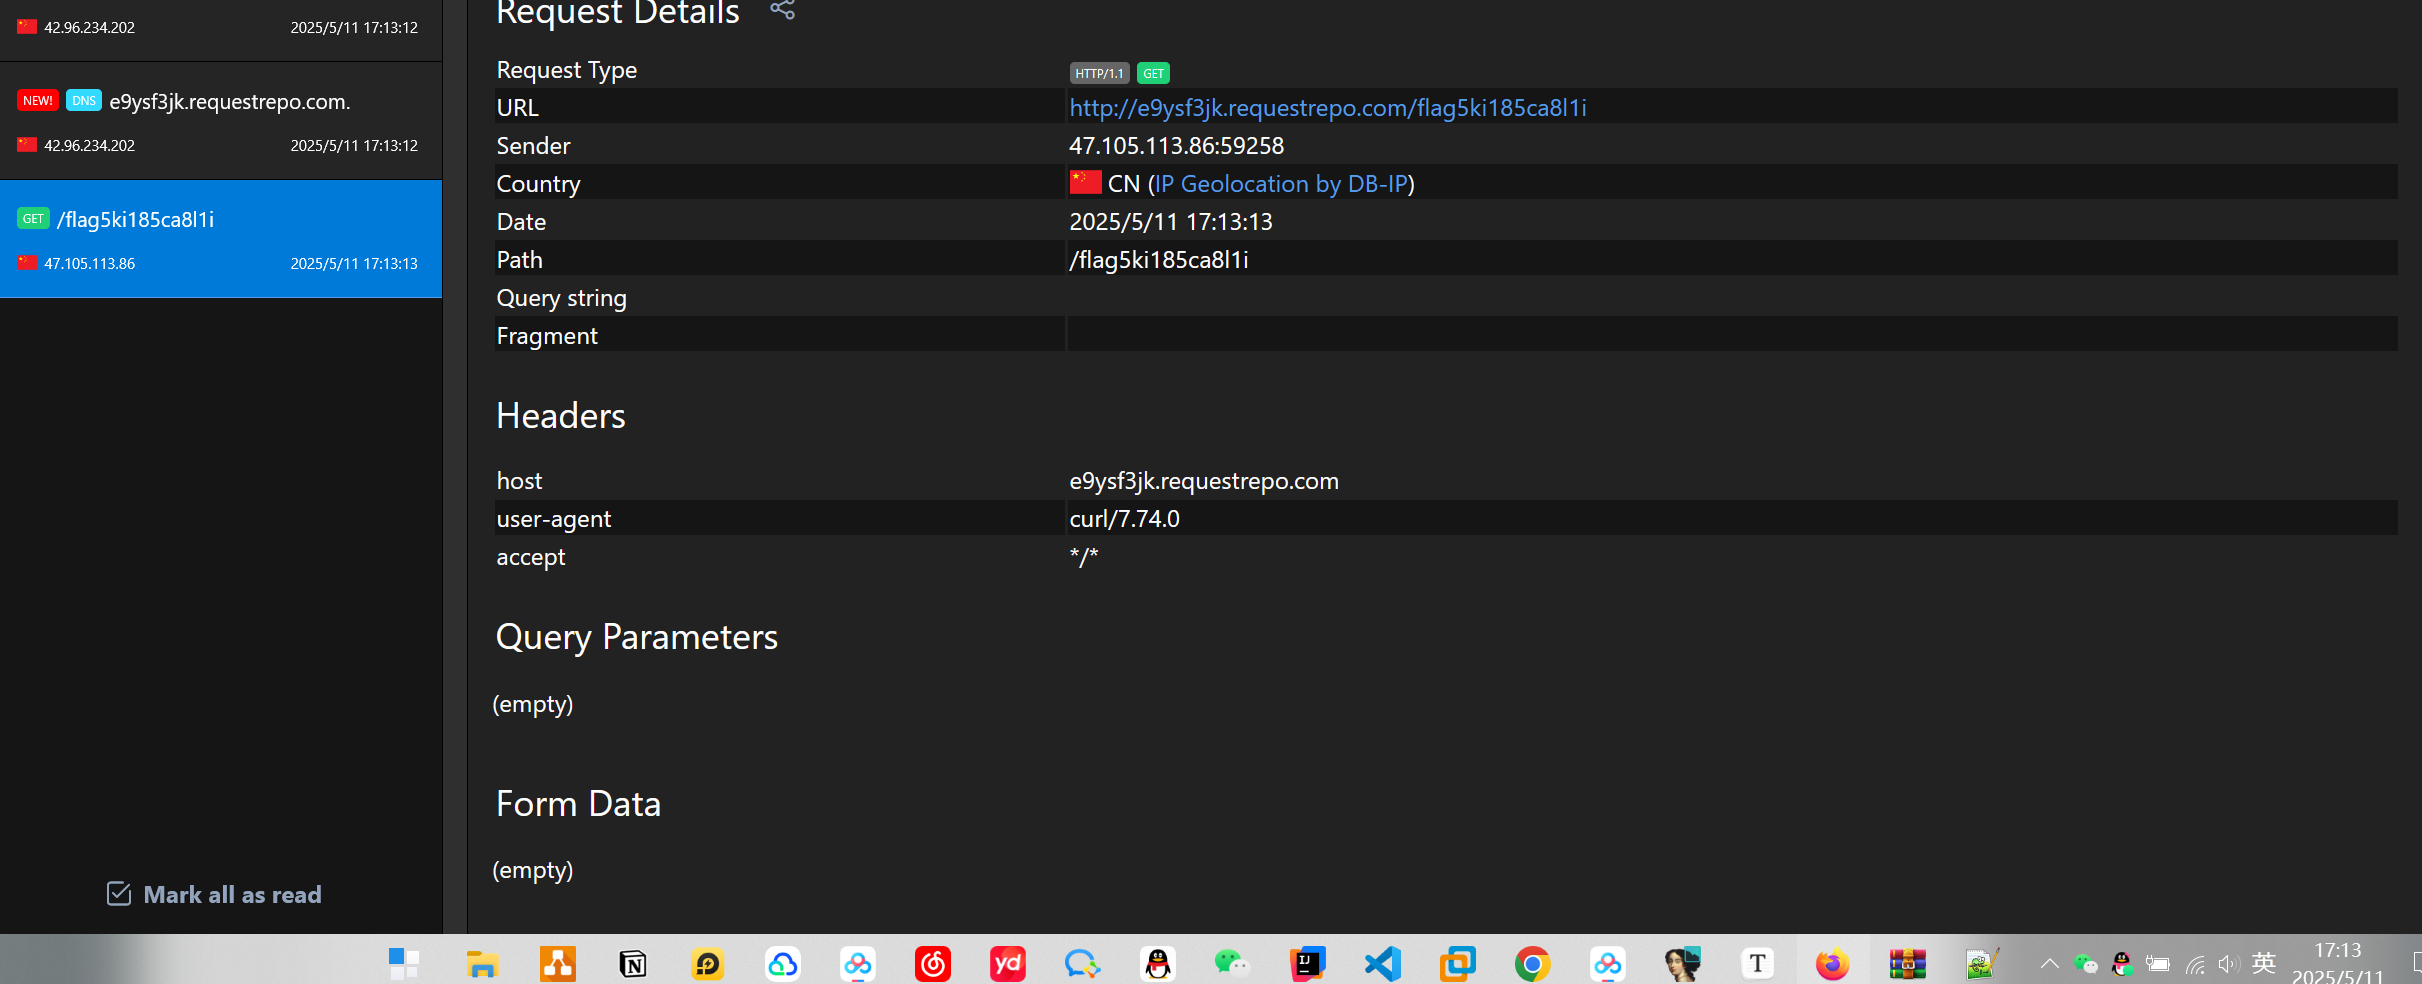 42.96.234.202 2025/5/11 17:13:12
NEW! DNS e9ysf3jk.requestrepo.com.
42.96.234.202 2025/5/11 17:13:12
GET /flag5ki185ca8l1i
47.105.113.86 2025/5/11 17:13:13
Mark all as read
Request Details
Request Type HTTP/1.1 GET
URL http://e9ysf3jk.requestrepo.com/flag5ki185ca8l1i
Sender 47.105.113.86:59258
Country CN (IP Geolocation by DB-IP)
Date 2025/5/11 17:13:13
Path /flag5ki185ca8l1i
Query string
Fragment
Headers
host e9ysf3jk.requestrepo.com
user-agent curl/7.74.0
accept */*
Query Parameters
(empty)
Form Data
(empty)
yd
IJ
T
英
17:13
2025/5/11